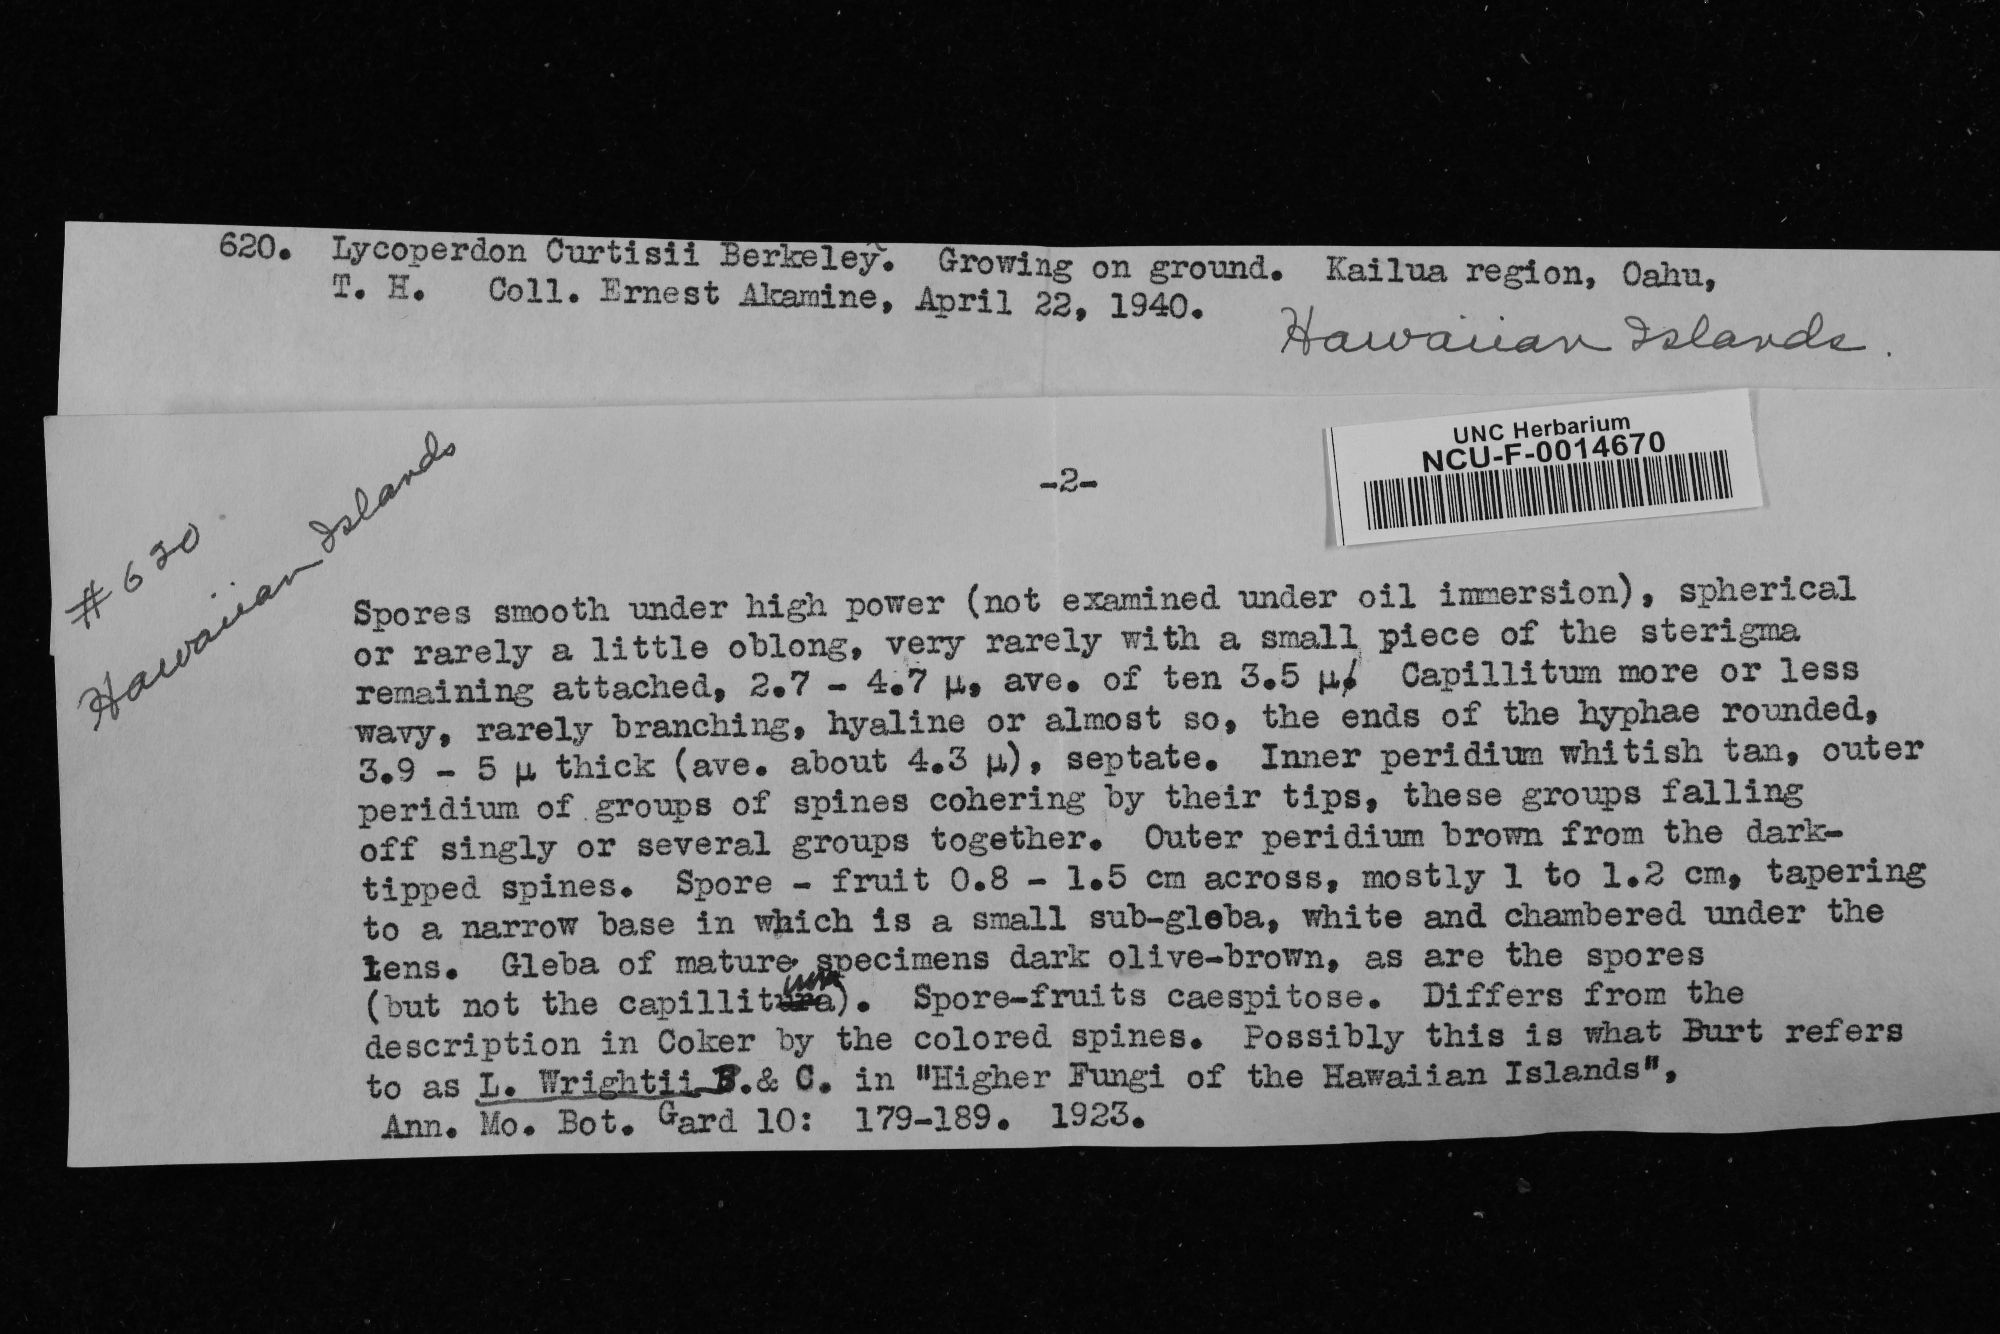 620. Lycoperdon Curtisii Berkeley. Growing on ground. Kailua region, Oahu,
T. H. Coll. Ernest Akamine, April 22, 1940.
Hawaiian Islands.
UNC Herbarium
NCU-F-0014670
-2-
# 620
Hawaiian Islands
Spores smooth under high power (not examined under oil immersion), spherical
or rarely a little oblong, very rarely with a small piece of the sterigma
remaining attached, 2.7 - 4.7 µ, ave. of ten 3.5 µ. Capillitum more or less
wavy, rarely branching, hyaline or almost so, the ends of the hyphae rounded,
3.9 - 5 µ thick (ave. about 4.3 µ), septate. Inner peridium whitish tan, outer
peridium of groups of spines cohering by their tips, these groups falling
off singly or several groups together. Outer peridium brown from the dark-
tipped spines. Spore - fruit 0.8 - 1.5 cm across, mostly 1 to 1.2 cm, tapering
to a narrow base in which is a small sub-gleba, white and chambered under the
lens. Gleba of mature specimens dark olive-brown, as are the spores
(but not the capillitum). Spore-fruits caespitose. Differs from the
description in Coker by the colored spines. Possibly this is what Burt refers
to as L. Wrightii B.& C. in "Higher Fungi of the Hawaiian Islands",
Ann. Mo. Bot. Gard 10: 179-189. 1923.